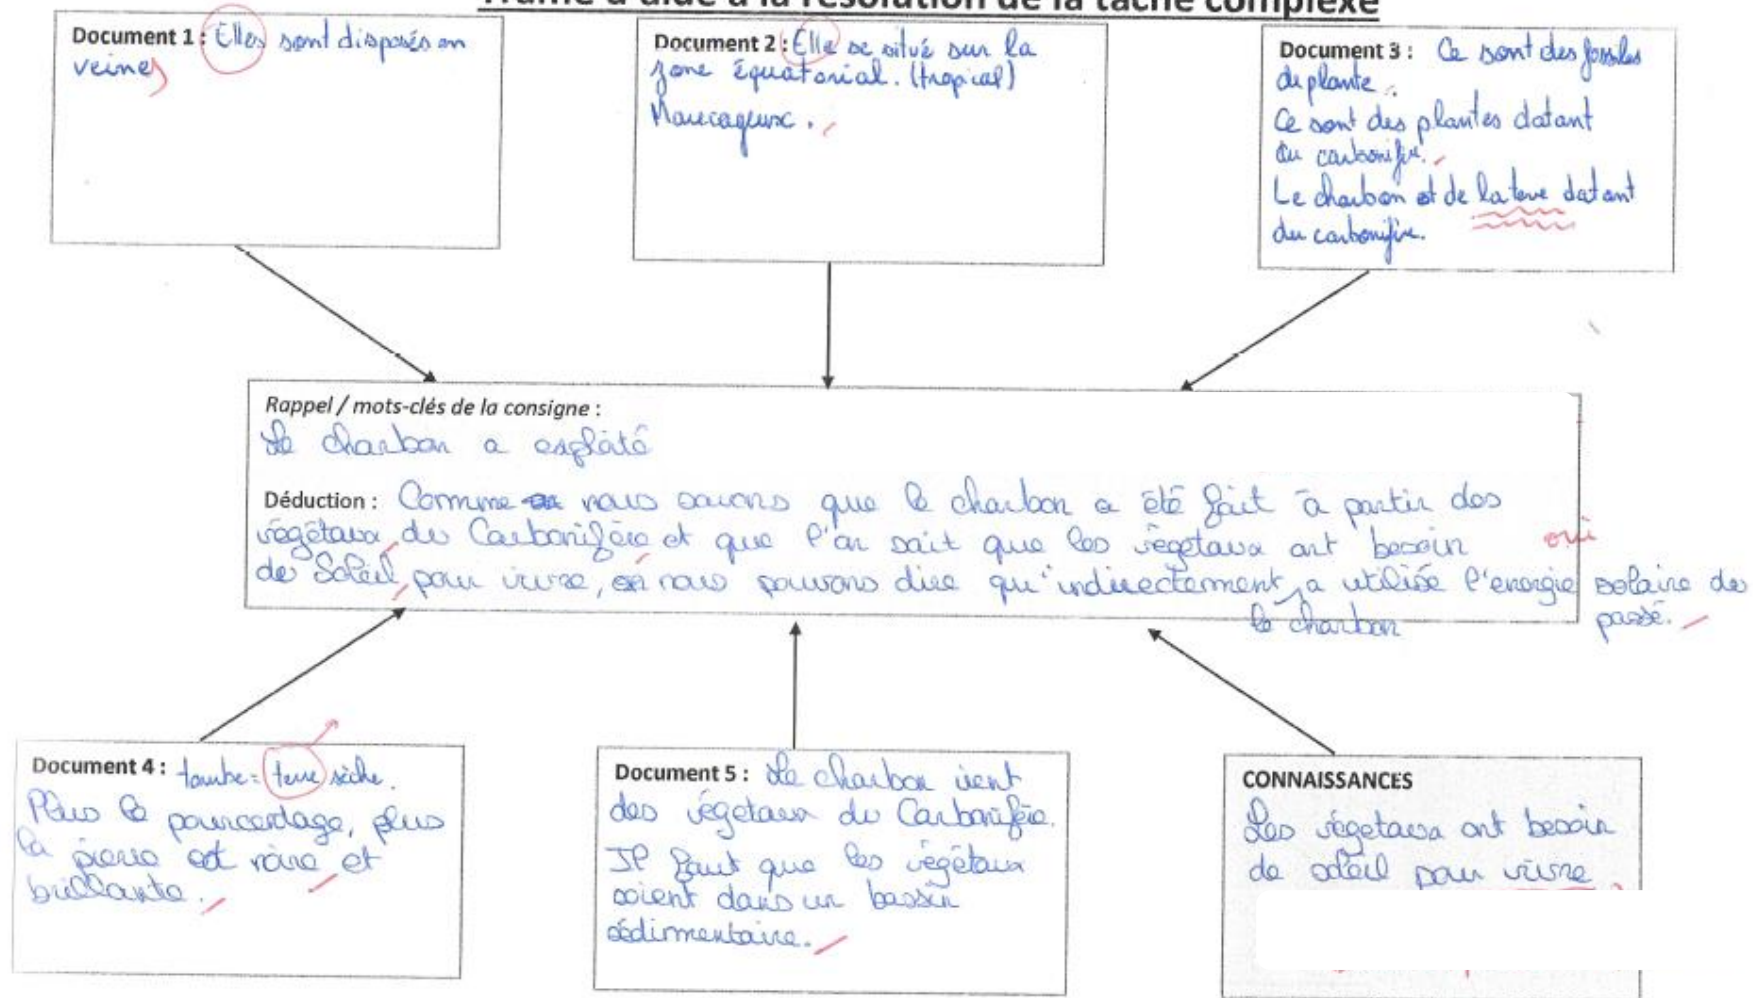 Trame d'aide à la résolution de la tâche complexe
Document 1 : Elles sont disposés en
veines
Document 2 : Elle se situé sur la
zone équatorial. (tropical)
Marecageux.
Document 3 : Ce sont des fossiles
de plante.
Ce sont des plantes datant
du carbonifère.
Le charbon et de la terre datant
du carbonifère.
Rappel / mots-clés de la consigne :
Le charbon a exploité
Déduction : Comme nous savons que le charbon a été fait à partir des
végétaux du Carbonifère et que l'on sait que les végétaux ont besoin
oui
de Soleil, pour vivre, nous pouvons dire qu'indirectement, a utilisé l'energie solaire du
le charbon
passé.
Document 4 : tourbe = terre sèche.
Plus le pourcentage, plus
la pierre est noire et
brillante.
Document 5 : Le charbon vient
des végetaux du Carbonifère.
Il faut que les végétaux
soient dans un bassin
sédimentaire.
CONNAISSANCES
Les végetaux ont besoin
de soleil pour vivre